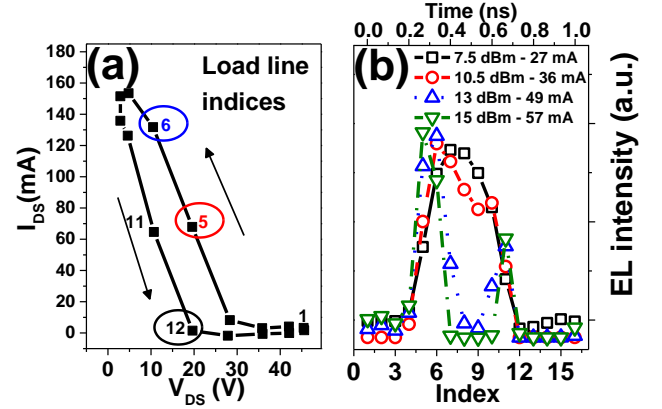 (a)
Load line
indices
180
160
140
120
100
80
60
40
20
0
I_DS(mA)
6
5
11
12
1
0
10
20
30
40
50
V_DS (V)
Time (ns)
0.0 0.2 0.4 0.6 0.8 1.0
(b)
7.5 dBm - 27 mA
10.5 dBm - 36 mA
13 dBm - 49 mA
15 dBm - 57 mA
EL intensity (a.u.)
0 3 6 9 12 15
Index